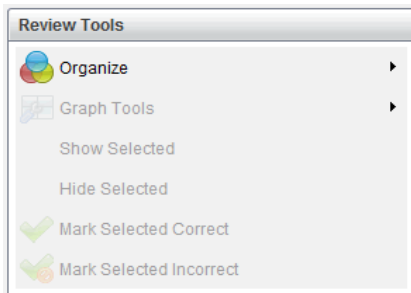 Review Tools
Organize
Graph Tools
Show Selected
Hide Selected
Mark Selected Correct
Mark Selected Incorrect